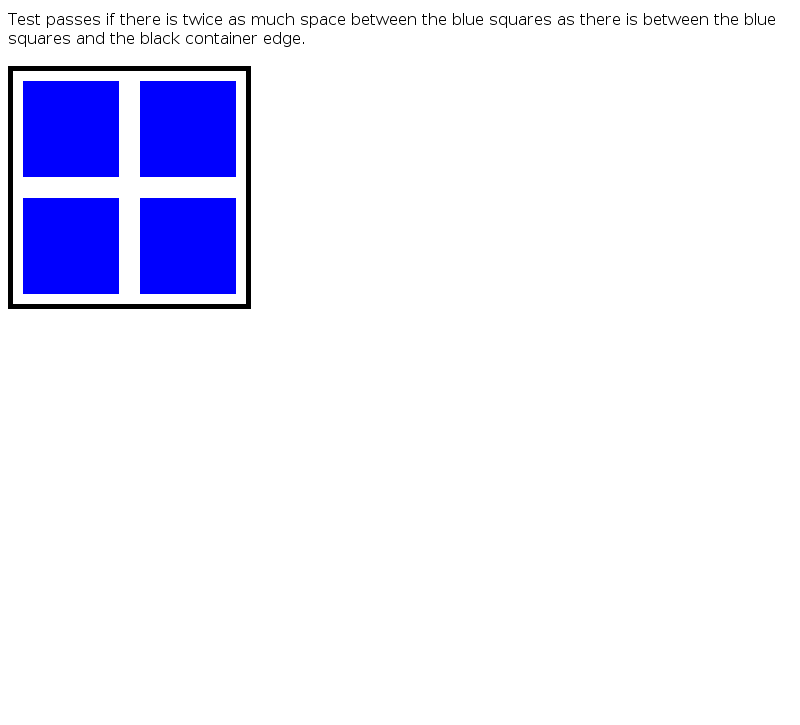 Test passes if there is twice as much space between the blue squares as there is between the blue
squares and the black container edge.